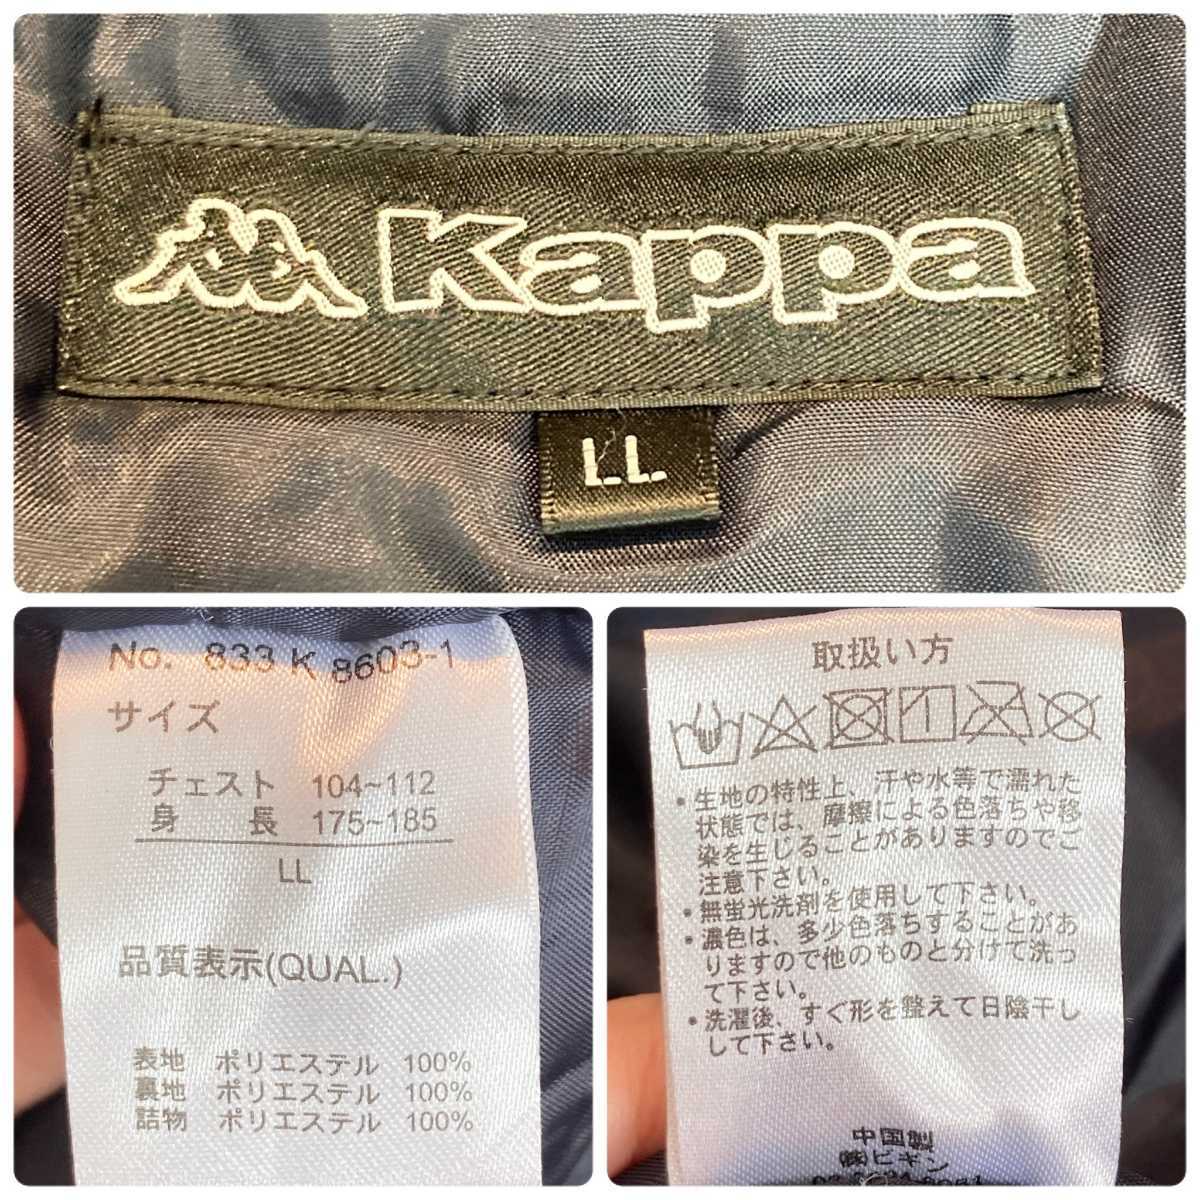 Kappa
LL
No. 833 K 8603-1
サイズ
チェスト 104~112
身 長 175~185
LL
品質表示(QUAL.)
表地 ポリエステル 100%
裏地 ポリエステル 100%
詰物 ポリエステル 100%
取扱い方
・生地の特性上、汗や水等で濡れた
状態では、摩擦による色落ちや移
染を生じることがありますのでご
注意下さい。
・無蛍光洗剤を使用して下さい。
・濃色は、多少色落ちすることがあ
りますので他のものと分けて洗っ
て下さい。
・洗濯後、すぐ形を整えて日陰干し
して下さい。
中国製
㈱ビギン